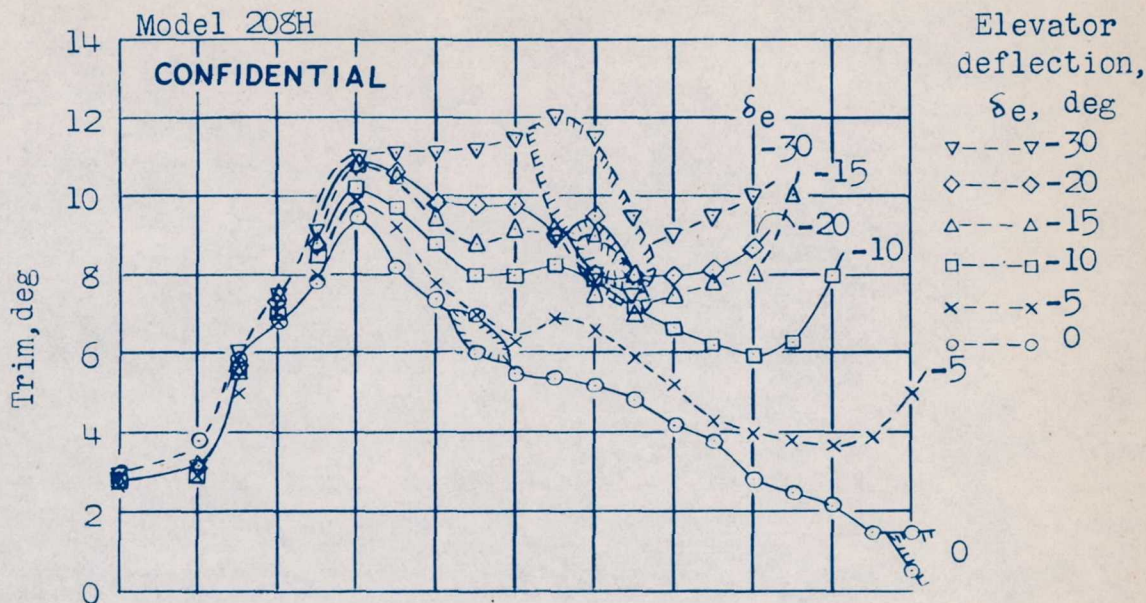 Model 208H
CONFIDENTIAL
Elevator
deflection,
δe, deg
-30
-20
-15
-10
-5
0
Trim, deg
14
12
10
8
6
4
2
0
δe
-30
-15
-20
-10
-5
0